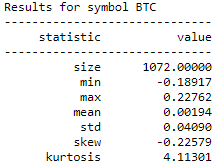 Results for symbol BTC
------------------------------
statistic value
------------------------------
size 1072.00000
min -0.18917
max 0.22762
mean 0.00194
std 0.04090
skew -0.22579
kurtosis 4.11301